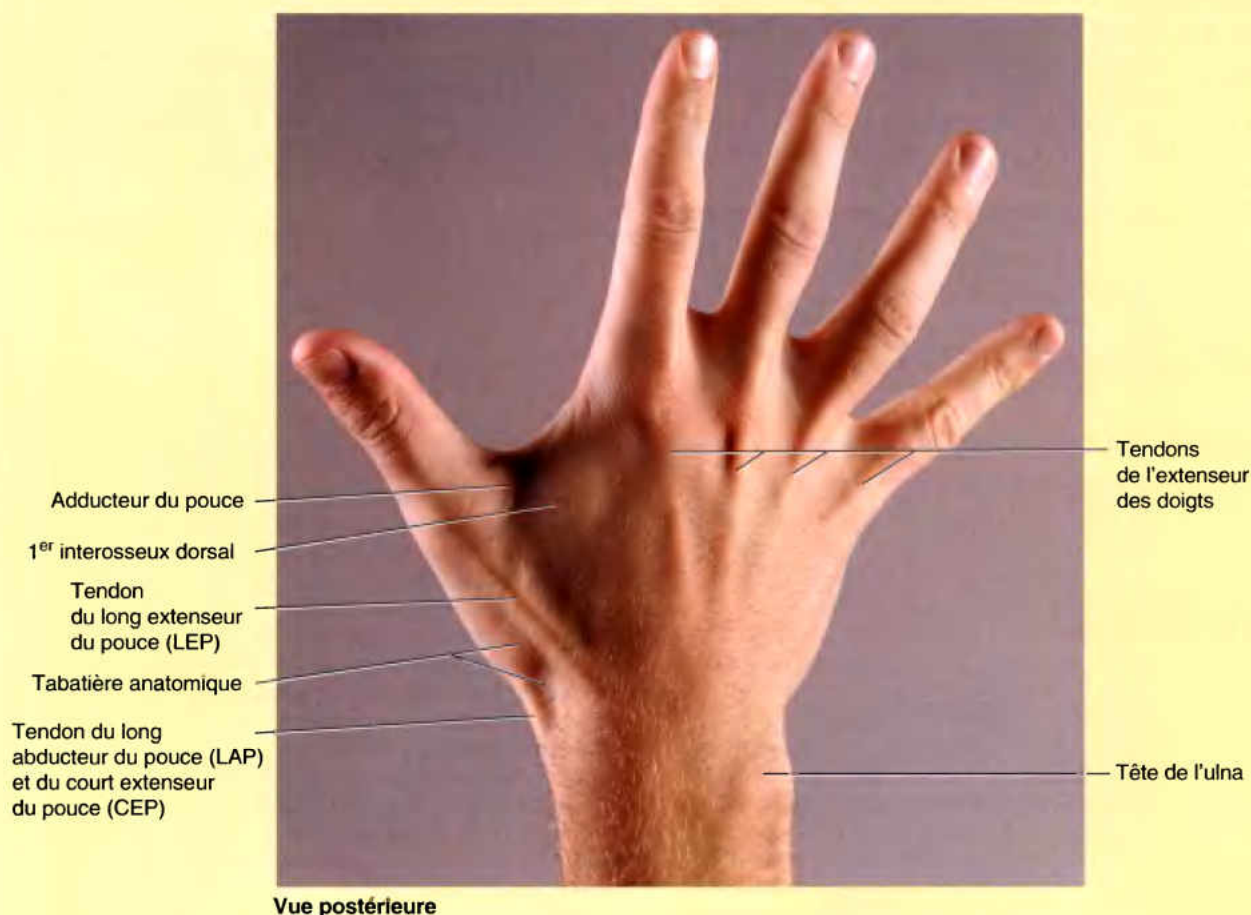 Adducteur du pouce
1er interosseux dorsal
Tendon
du long extenseur
du pouce (LEP)
Tabatière anatomique
Tendon du long
abducteur du pouce (LAP)
et du court extenseur
du pouce (CEP)
Tendons
de l'extenseur
des doigts
Tête de l'ulna
Vue postérieure